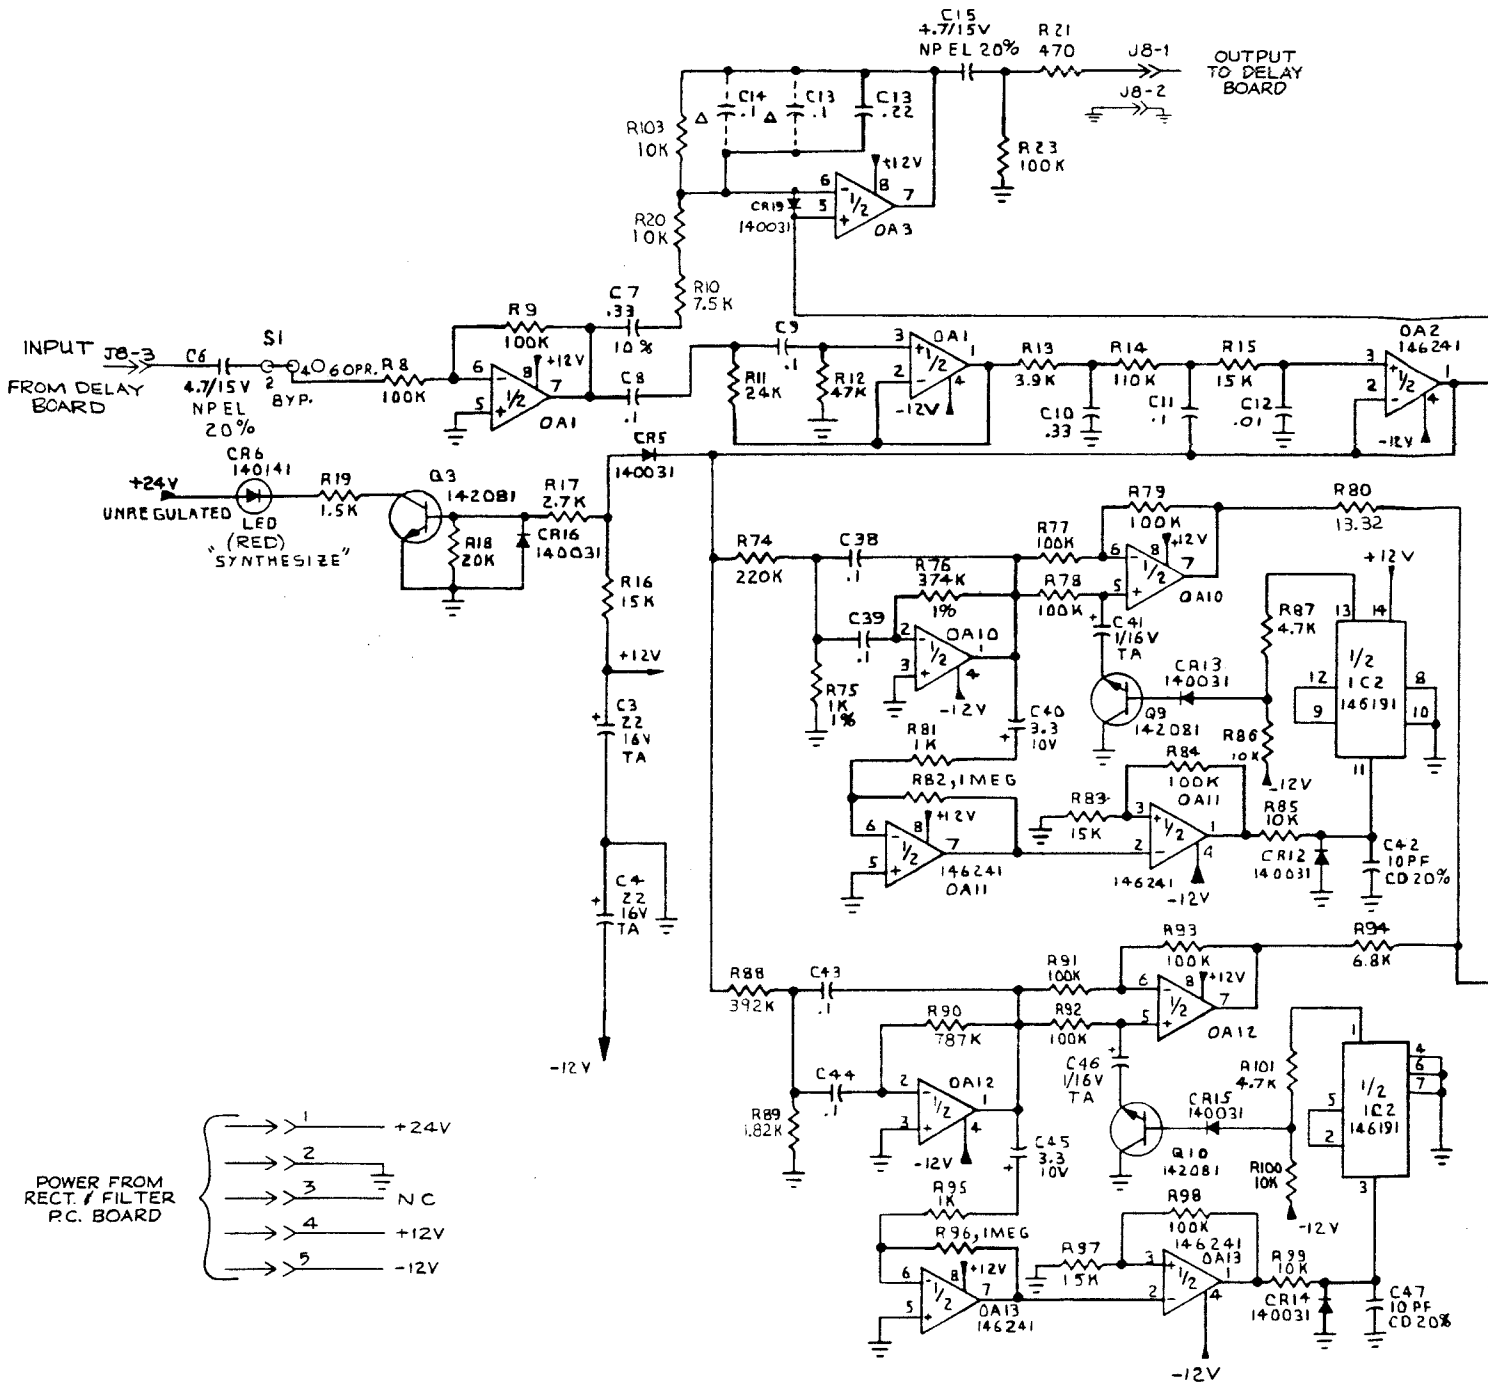 C15
4.7/15V
NPEL 20%
R21
470
J8-1
OUTPUT
TO DELAY
BOARD
J8-2
C14
.1
Δ
C13
.1
Δ
C13
.22
R103
10K
R23
100K
+12V
8
6
-
1/2
7
5
+
OA3
CR19
140031
R20
10K
R10
7.5K
INPUT
J8-3
FROM DELAY
BOARD
C6
4.7/15V
NPEL
20%
S1
4
6 OPR.
2
BYP.
R8
100K
R9
100K
+12V
8
6
-
1/2
7
5
+
OA1
C7
.33
10%
C8
.1
C9
.1
R11
24K
R12
47K
3
+
OA1
1/2
1
2
-
4
-12V
R13
3.9K
R14
110K
R15
15K
C10
.33
C11
.1
C12
.01
OA2
146241
3
+
1/2
1
2
-
4
-12V
CR6
140141
+24V
UNREGULATED
LED
(RED)
"SYNTHESIZE"
R19
1.5K
Q3
142081
R17
2.7K
R18
20K
CR16
140031
CR5
140031
R16
15K
+12V
C3
22
16V
TA
+
C4
22
16V
TA
+
-12V
R74
220K
C38
.1
R76
374K
1%
C39
.1
R75
1K
1%
2
-
OA10
1/2
1
3
+
4
-12V
R77
100K
R78
100K
R79
100K
+12V
8
6
-
1/2
7
5
+
OA10
R80
13.32
C41
1/16V
TA
+
CR13
140031
Q9
142081
R87
4.7K
R86
10K
-12V
+12V
13
14
1/2
IC2
146191
12
9
8
10
11
C40
3.3
10V
+
R81
1K
R82, 1MEG
+12V
8
6
-
1/2
7
5
+
146241
OA11
R83
15K
R84
100K
OA11
3
+
1/2
1
2
-
4
146241
-12V
R85
10K
CR12
140031
C42
10PF
CD20%
R88
392K
C43
.1
R90
787K
C44
.1
R89
1.82K
2
-
OA12
1/2
1
3
+
4
-12V
R91
100K
R92
100K
R93
100K
+12V
8
6
-
1/2
7
5
+
OA12
R94
6.8K
C46
1/16V
TA
+
CR15
140031
Q10
142081
R101
4.7K
R100
10K
-12V
1
4
6
7
1/2
IC2
146191
5
2
3
C45
3.3
10V
+
R95
1K
R96, 1MEG
+12V
8
6
-
1/2
7
5
+
OA13
146241
R97
15K
R98
100K
146241
OA13
3
+
1/2
1
2
-
4
-12V
R99
10K
CR14
140031
C47
10PF
CD20%
POWER FROM
RECT. & FILTER
P.C. BOARD
1
+24V
2
3
NC
4
+12V
5
-12V